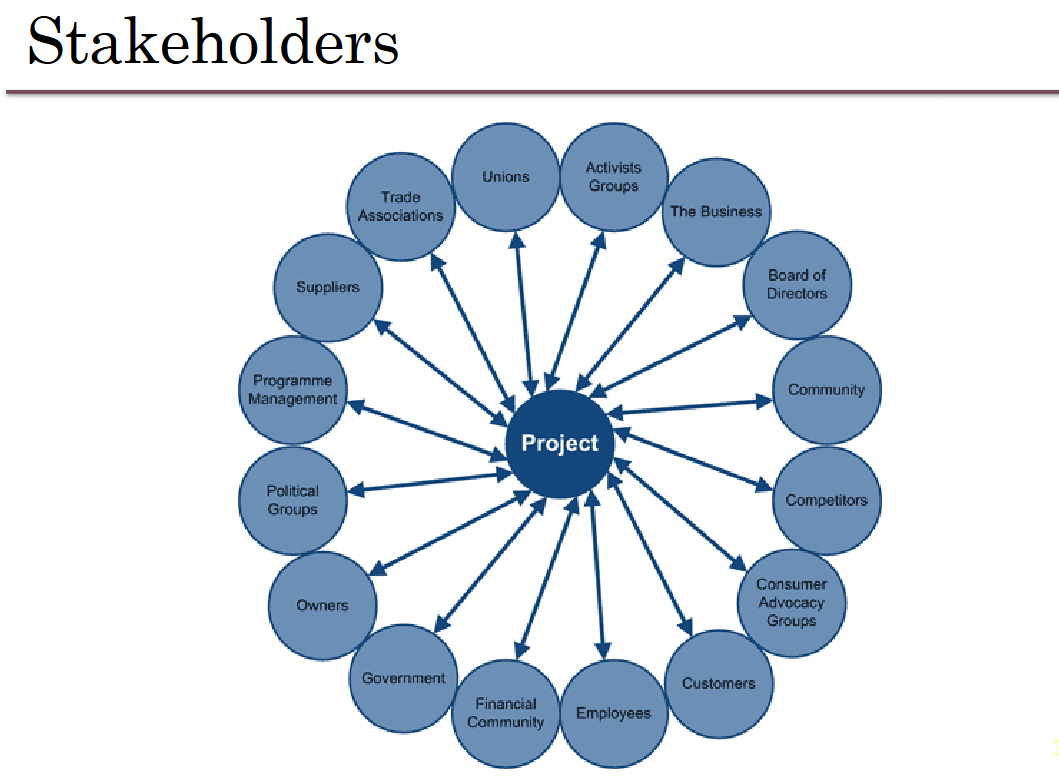 Stakeholders
Unions
Activists
Groups
The Business
Board of
Directors
Community
Competitors
Consumer
Advocacy
Groups
Customers
Employees
Financial
Community
Government
Owners
Political
Groups
Programme
Management
Suppliers
Trade
Associations
Project